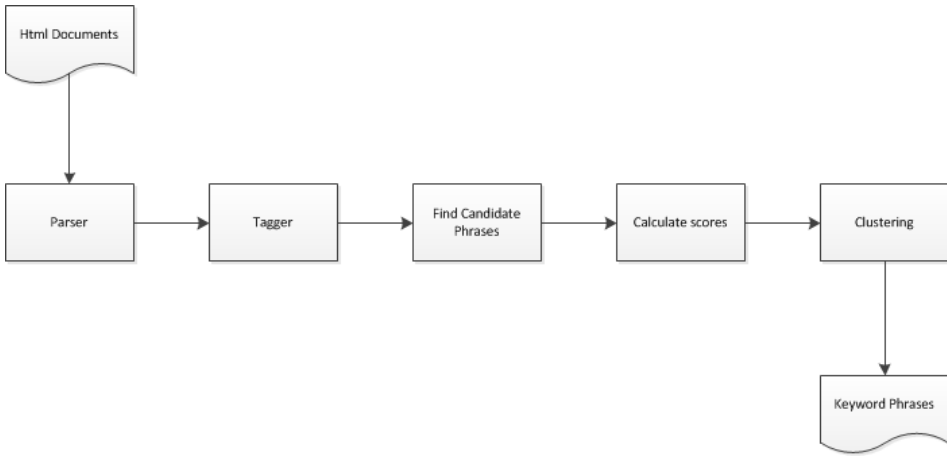 Html Documents
Parser
Tagger
Find Candidate
Phrases
Calculate scores
Clustering
Keyword Phrases